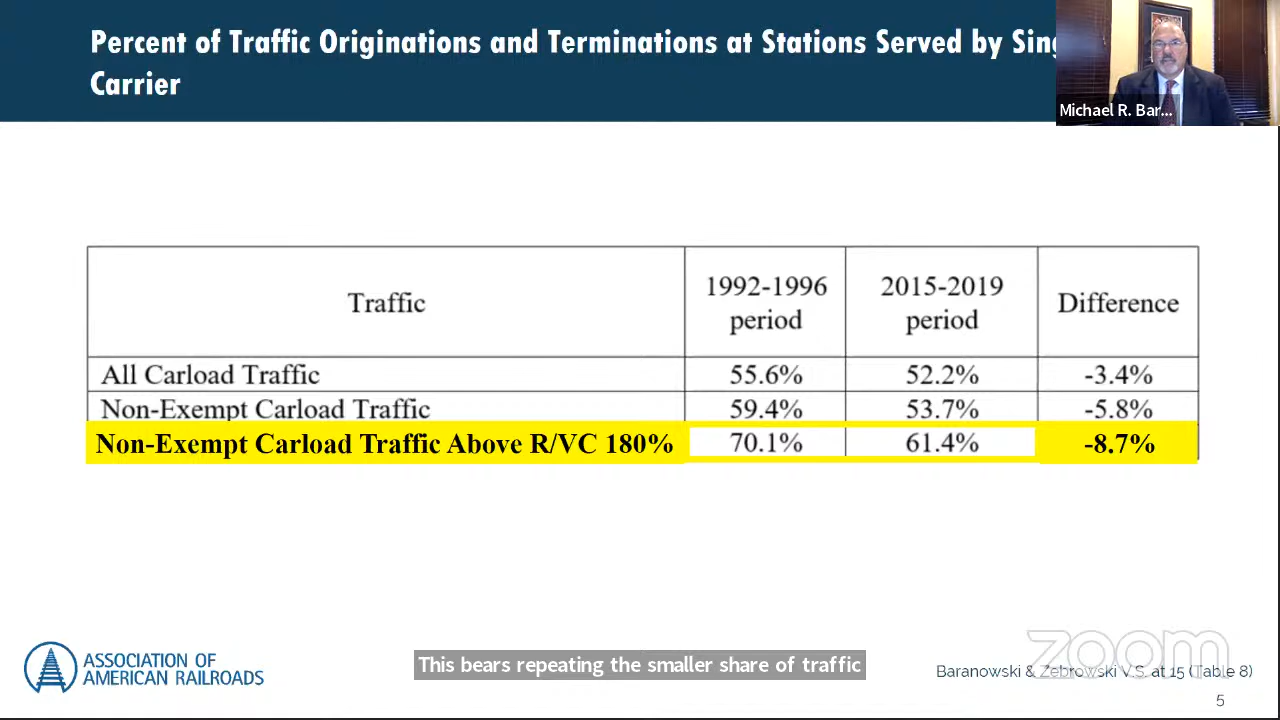 Percent of Traffic Originations and Terminations at Stations Served by Sing
Carrier
Michael R. Bar...
Traffic
1992-1996
period
2015-2019
period
Difference
All Carload Traffic 55.6% 52.2% -3.4%
Non-Exempt Carload Traffic 59.4% 53.7% -5.8%
Non-Exempt Carload Traffic Above R/VC 180% 70.1% 61.4% -8.7%
ASSOCIATION OF
AMERICAN RAILROADS
This bears repeating the smaller share of traffic
zoom
Baranowski & Zebrowski V.S. at 15 (Table 8)
5